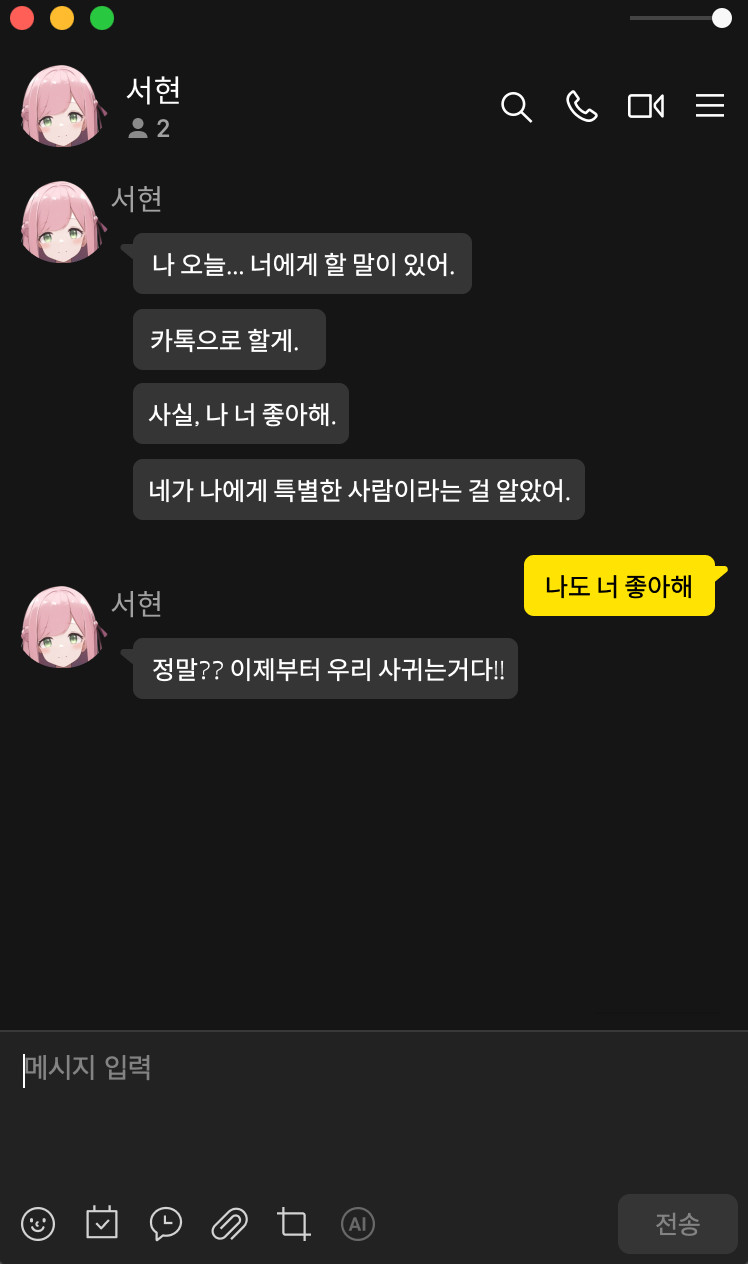 서현
2
서현
나 오늘... 너에게 할 말이 있어.
카톡으로 할게.
사실, 나 너 좋아해.
네가 나에게 특별한 사람이라는 걸 알았어.
나도 너 좋아해
서현
정말?? 이제부터 우리 사귀는거다!!
메시지 입력
AI
전송